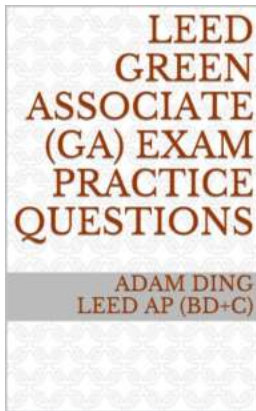 LEED
GREEN
ASSOCIATE
(GA) EXAM
PRACTICE
QUESTIONS
ADAM DING
LEED AP (BD+C)